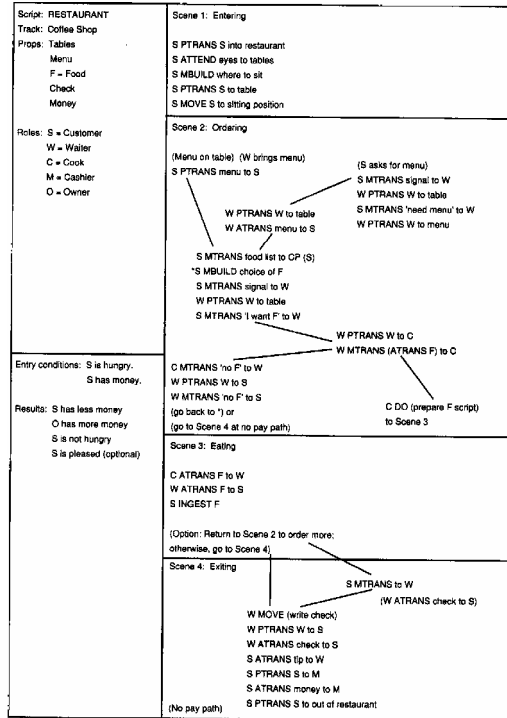 Script: RESTAURANT
Track: Coffee Shop
Props: Tables
Menu
F = Food
Check
Money
Roles: S = Customer
W = Waiter
C = Cook
M = Cashier
O = Owner
Entry conditions: S is hungry.
S has money.
Results: S has less money
O has more money
S is not hungry
S is pleased (optional)
Scene 1: Entering
S PTRANS S into restaurant
S ATTEND eyes to tables
S MBUILD where to sit
S PTRANS S to table
S MOVE S to sitting position
Scene 2: Ordering
(Menu on table) (W brings menu)
S PTRANS menu to S
(S asks for menu)
S MTRANS signal to W
W PTRANS W to table
S MTRANS 'need menu' to W
W PTRANS W to menu
W PTRANS W to table
W ATRANS menu to S
S MTRANS food list to CP (S)
*S MBUILD choice of F
S MTRANS signal to W
W PTRANS W to table
S MTRANS 'I want F' to W
W PTRANS W to C
W MTRANS (ATRANS F) to C
C MTRANS 'no F' to W
W PTRANS W to S
W MTRANS 'no F' to S
(go back to *) or
(go to Scene 4 at no pay path)
C DO (prepare F script)
to Scene 3
Scene 3: Eating
C ATRANS F to W
W ATRANS F to S
S INGEST F
(Option: Return to Scene 2 to order more;
otherwise, go to Scene 4)
Scene 4: Exiting
S MTRANS to W
(W ATRANS check to S)
W MOVE (write check)
W PTRANS W to S
W ATRANS check to S
S ATRANS tip to W
S PTRANS S to M
S ATRANS money to M
(No pay path) S PTRANS S to out of restaurant